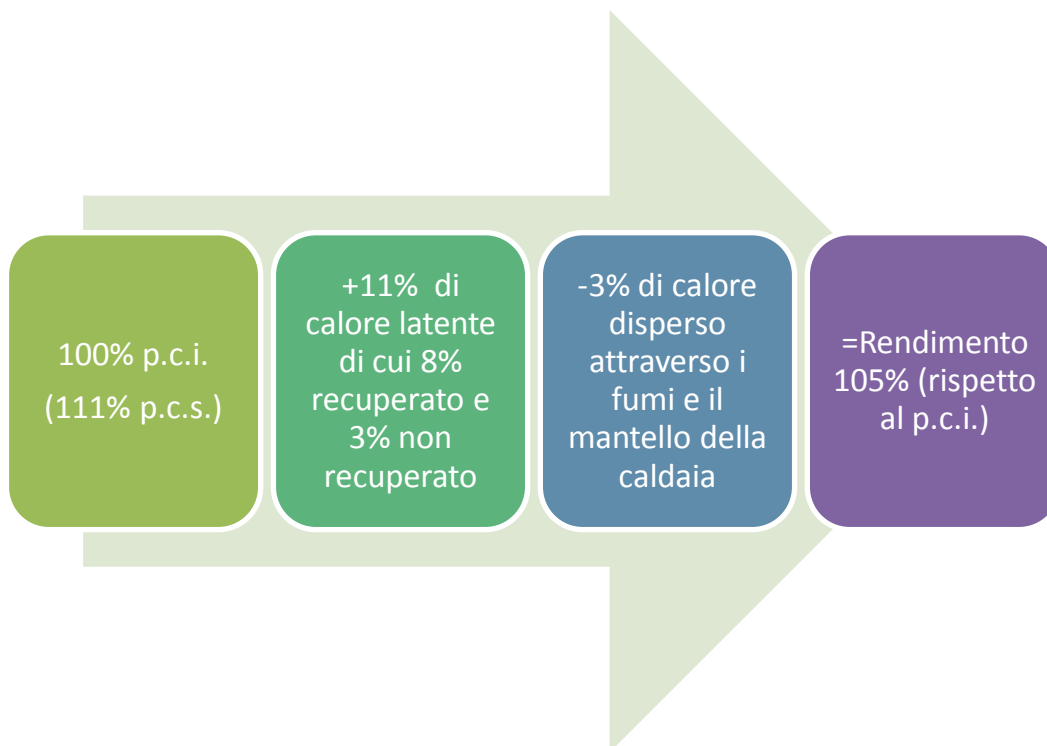 100% p.c.i.
(111% p.c.s.)
+11%  di
calore latente
di cui 8%
recuperato e
3% non
recuperato
-3% di calore
disperso
attraverso i
fumi e il
mantello della
caldaia
=Rendimento
105% (rispetto
al p.c.i.)